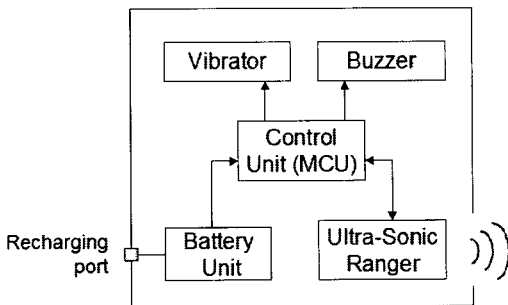 Vibrator
Buzzer
Control
Unit (MCU)
Recharging
port
Battery
Unit
Ultra-Sonic
Ranger